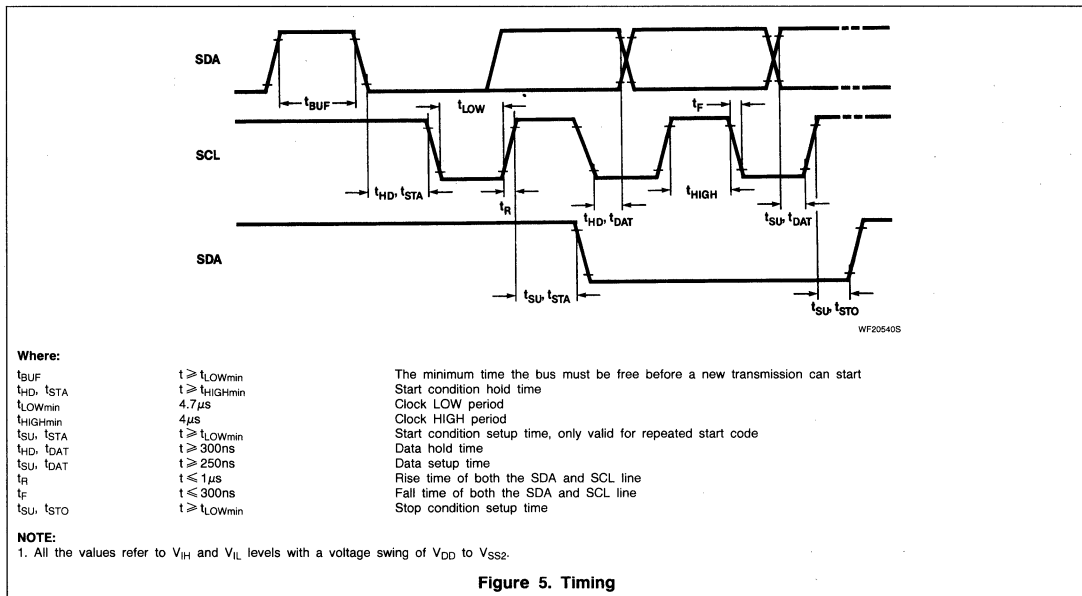 SDA
tBUF
tLOW
tF
SCL
tHD, tSTA
tR
tHD, tDAT
tHIGH
tSU, tDAT
SDA
tSU, tSTA
tSU, tSTO
WF20540S
Where:
tBUF t ⩾ tLOWmin The minimum time the bus must be free before a new transmission can start
tHD, tSTA t ⩾ tHIGHmin Start condition hold time
tLOWmin 4.7μs Clock LOW period
tHIGHmin 4μs Clock HIGH period
tSU, tSTA t ⩾ tLOWmin Start condition setup time, only valid for repeated start code
tHD, tDAT t ⩾ 300ns Data hold time
tSU, tDAT t ⩾ 250ns Data setup time
tR t ⩽ 1μs Rise time of both the SDA and SCL line
tF t ⩽ 300ns Fall time of both the SDA and SCL line
tSU, tSTO t ⩾ tLOWmin Stop condition setup time
NOTE:
1. All the values refer to VIH and VIL levels with a voltage swing of VDD to VSS2.
Figure 5. Timing